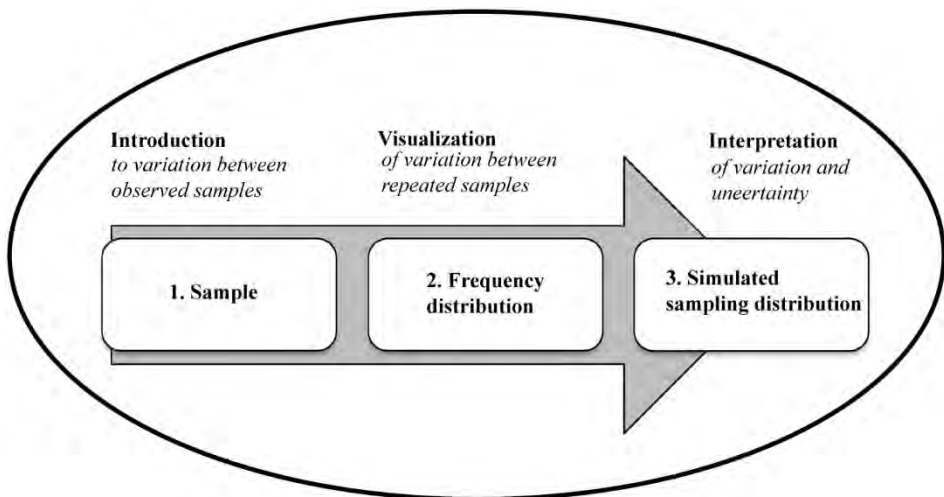 Introduction
to variation between
observed samples
Visualization
of variation between
repeated samples
Interpretation
of variation and
uneertainty
1. Sample
2. Frequency
distribution
3. Simulated
sampling distribution